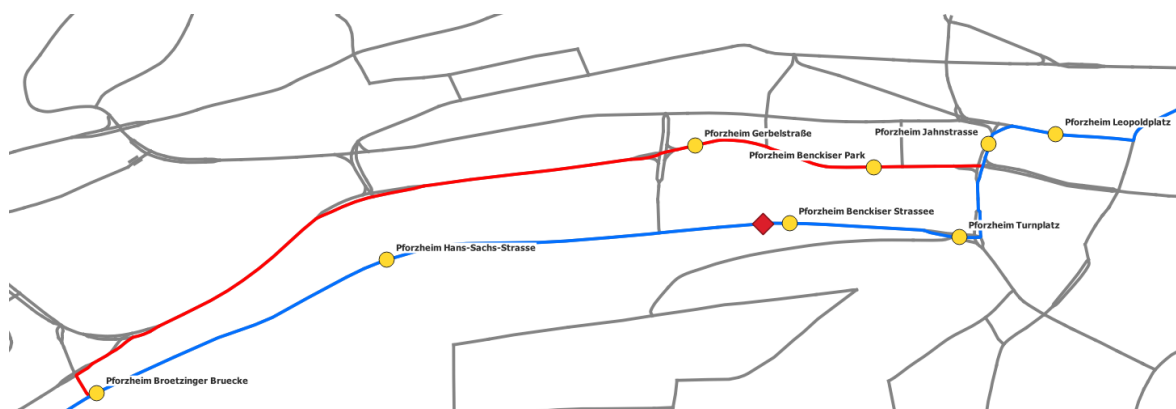 Pforzheim Leopoldplatz
Pforzheim Gerbelstraße
Pforzheim Jahnstrasse
Pforzheim Benckiser Park
Pforzheim Benckiser Strassee
Pforzheim Turnplatz
Pforzheim Hans-Sachs-Strasse
Pforzheim Broetzinger Bruecke